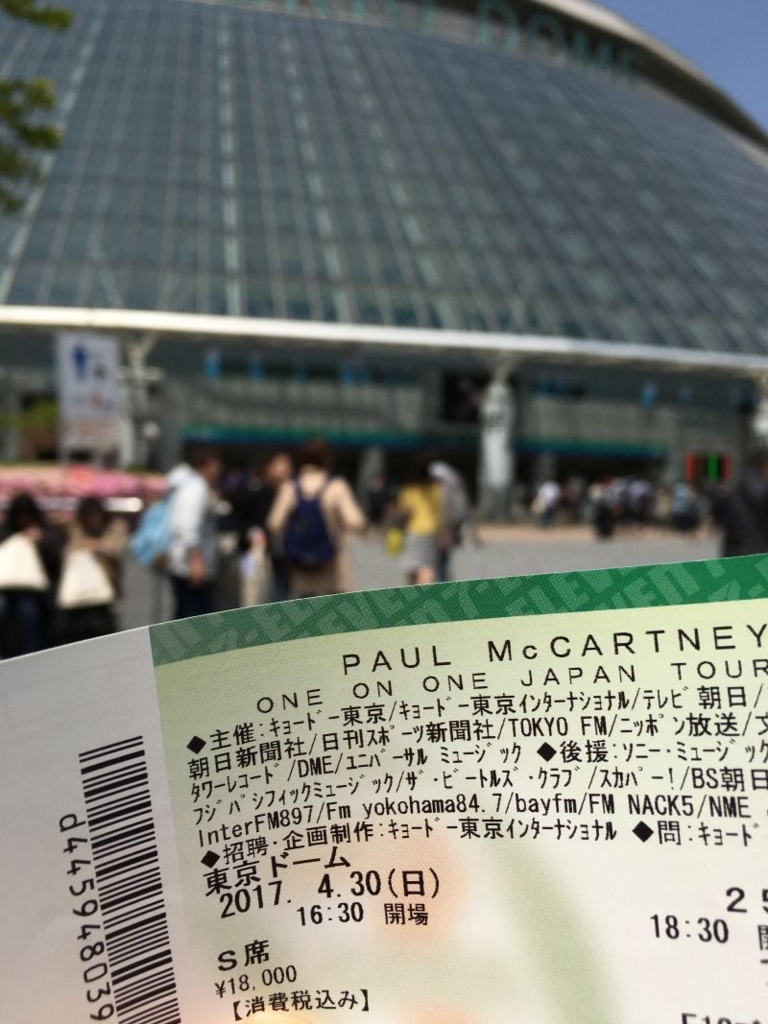 DOME
7-ELEVEN 7-ELEVEN
PAUL McCARTNEY
ONE ON ONE JAPAN TOUR
◆主催:ｷｮｰﾄﾞｰ東京/ｷｮｰﾄﾞｰ東京ｲﾝﾀｰﾅｼｮﾅﾙ/ﾃﾚﾋﾞ朝日/
朝日新聞社/日刊ｽﾎﾟｰﾂ新聞社/TOKYO FM/ﾆｯﾎﾟﾝ放送/
ﾀﾜｰﾚｺｰﾄﾞ/DME/ﾕﾆﾊﾞｰｻﾙ ﾐｭｰｼﾞｯｸ ◆後援:ｿﾆｰ･ﾐｭｰｼﾞｯｸ
ﾌｼﾞﾊﾟｼﾌｨｯｸﾐｭｰｼﾞｯｸ/ｻﾞ･ﾋﾞｰﾄﾙｽﾞ･ｸﾗﾌﾞ/ｽｶﾊﾟｰ!/BS朝日
InterFM897/Fm yokohama84.7/bayfm/FM NACK5/NME
◆招聘･企画制作:ｷｮｰﾄﾞｰ東京ｲﾝﾀｰﾅｼｮﾅﾙ ◆問:ｷｮｰﾄﾞ
東京ドーム
2017. 4.30(日)
16:30 開場
18:30
S席
¥18,000
【消費税込み】
d445948039